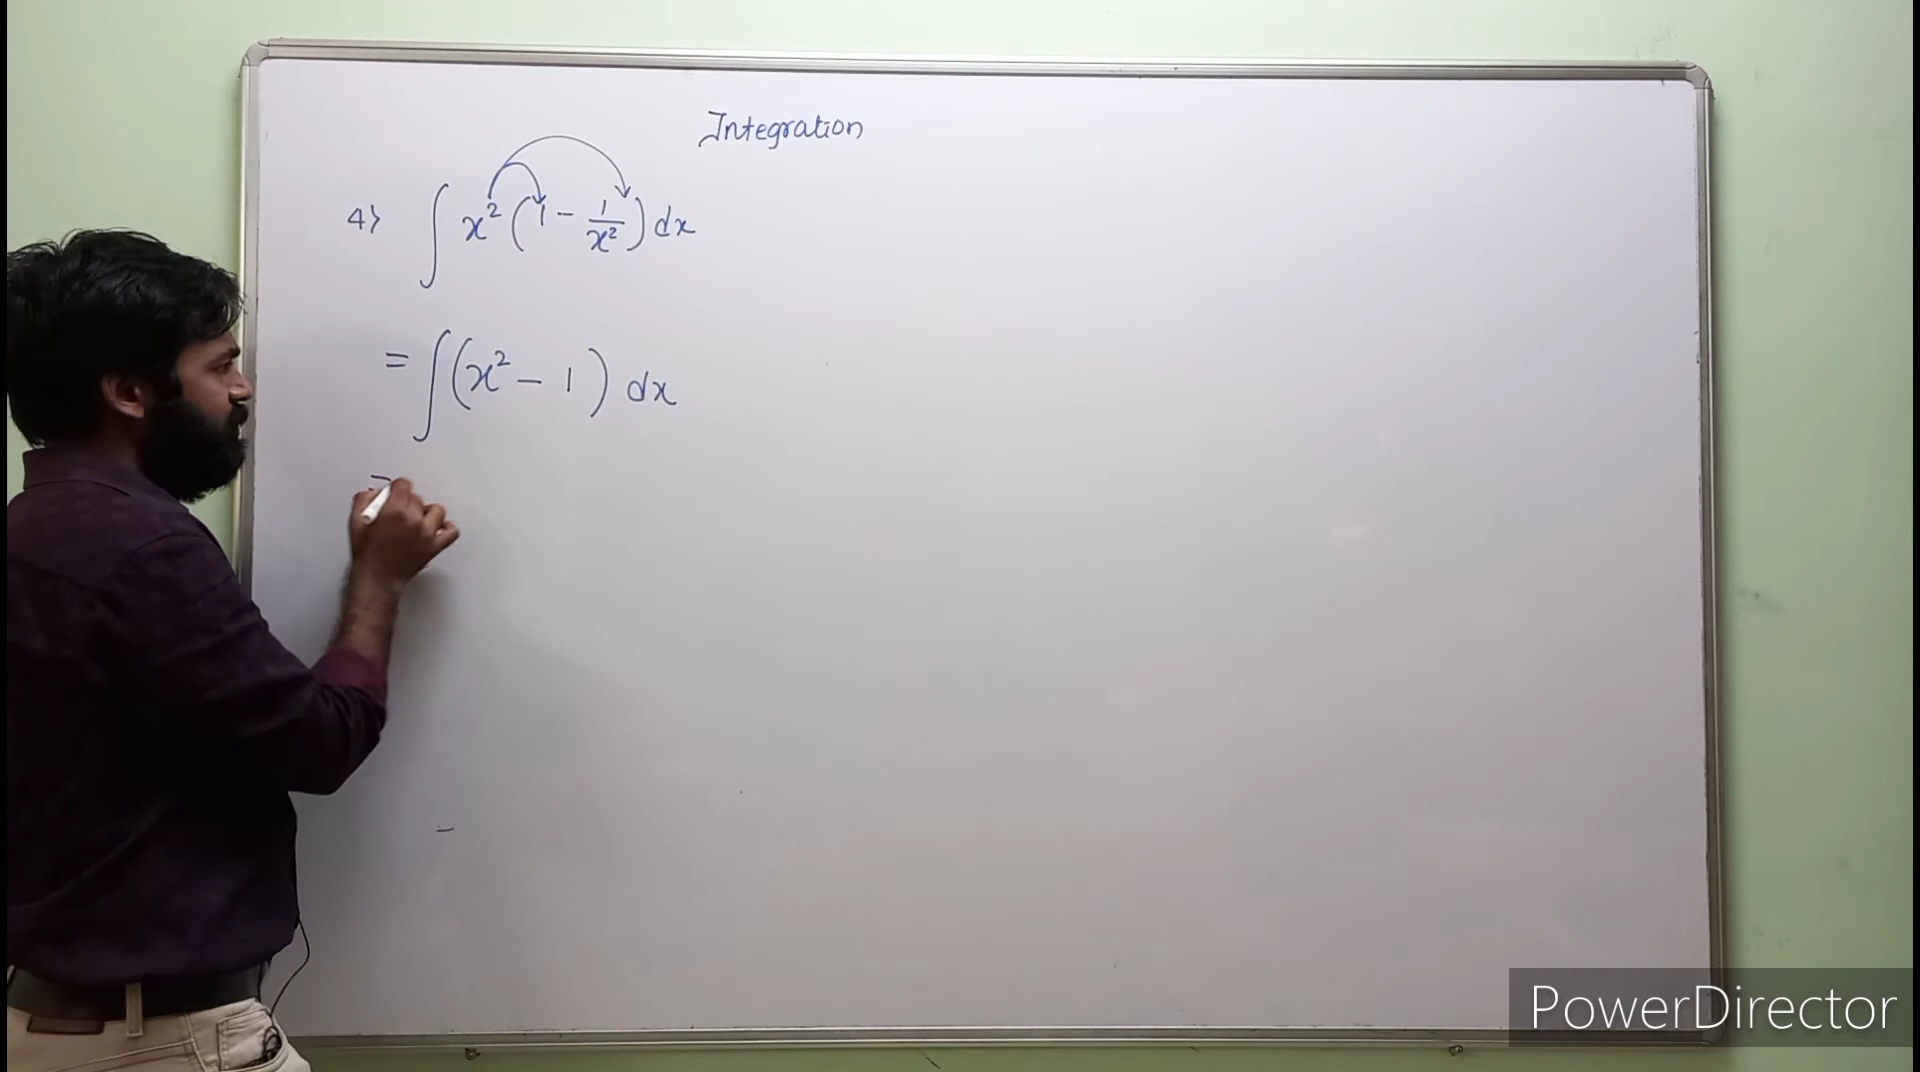 Integration
4) ∫ x² (1 - 1/x²) dx
= ∫ (x² - 1) dx
=
PowerDirector